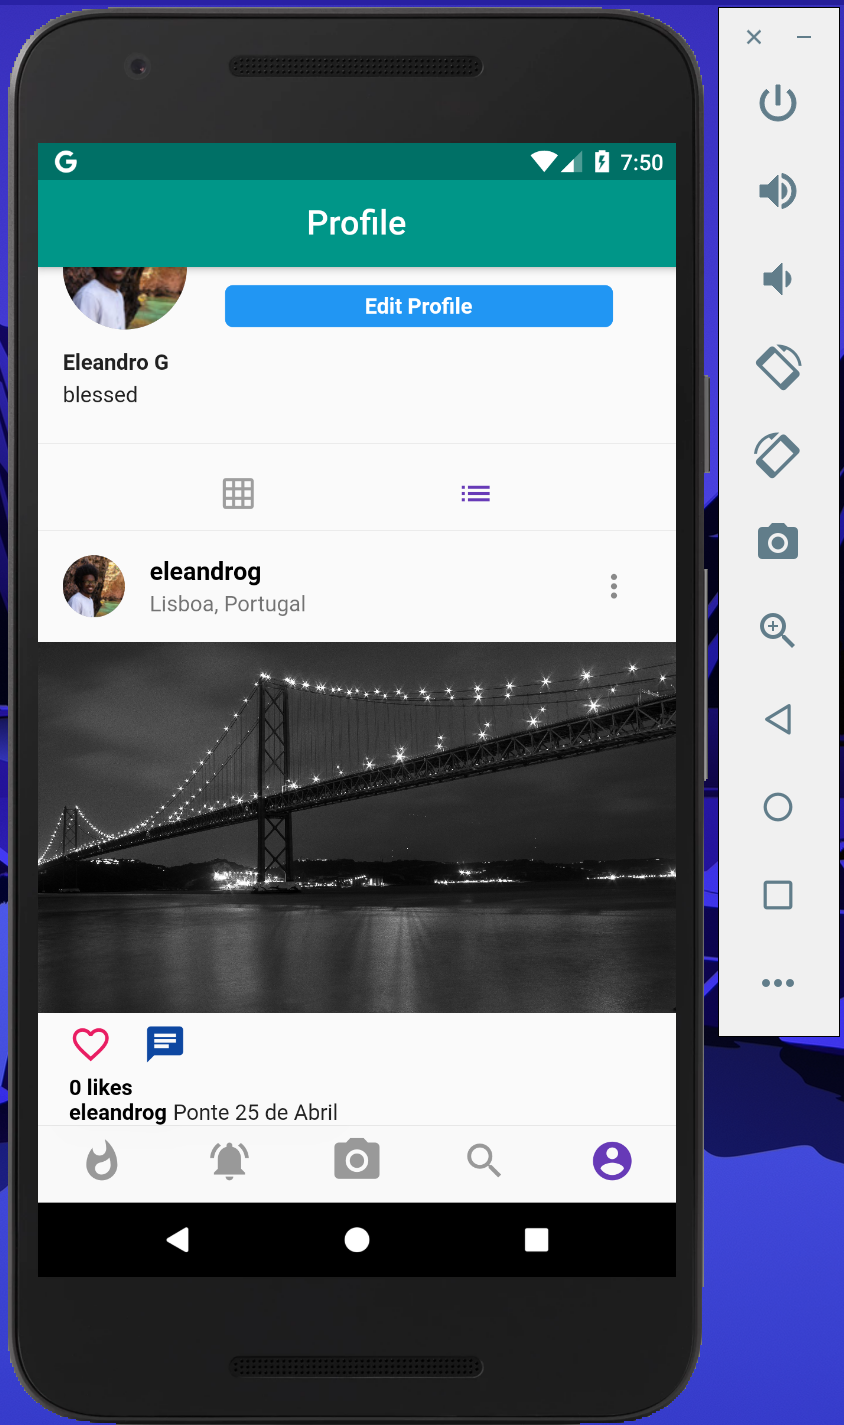 G 7:50
Profile
Edit Profile
Eleandro G
blessed
eleandrog
Lisboa, Portugal
0 likes
eleandrog Ponte 25 de Abril